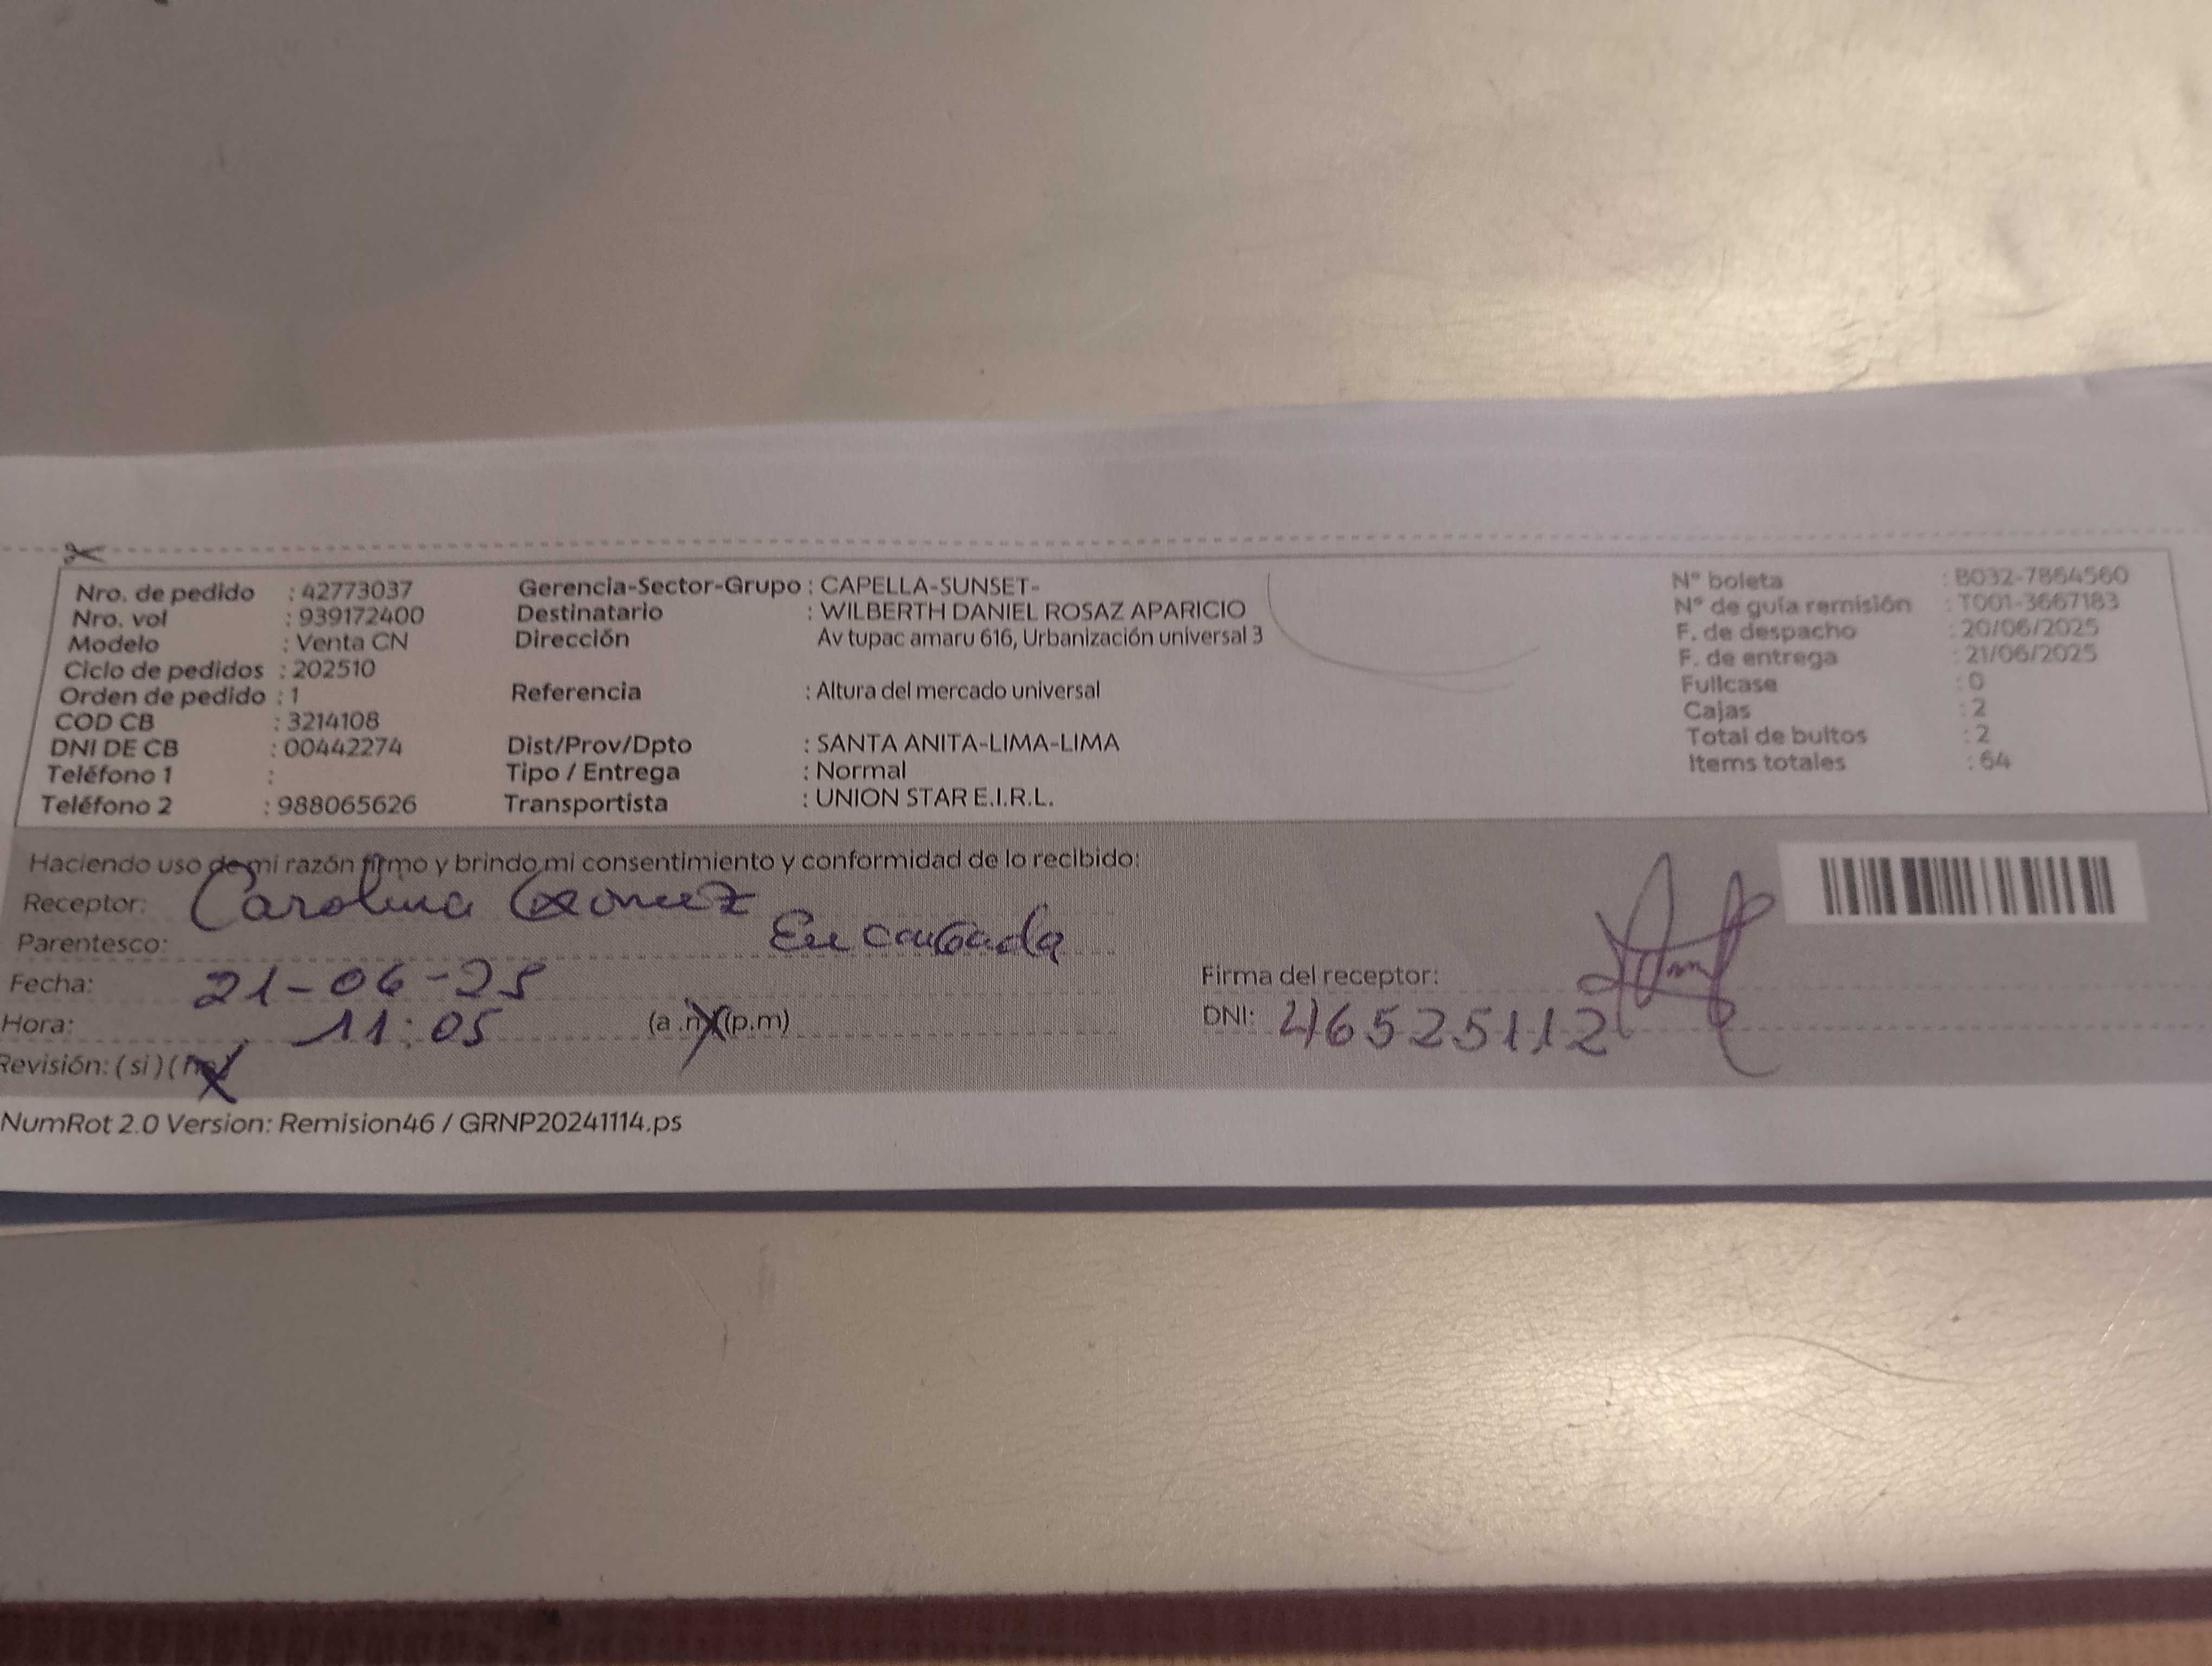 Nro. de pedido : 42773037
Nro. vol : 939172400
Modelo : Venta CN
Ciclo de pedidos : 202510
Orden de pedido : 1
COD CB : 3214108
DNI DE CB : 00442274
Teléfono 1 :
Teléfono 2 : 988065626
Gerencia-Sector-Grupo : CAPELLA-SUNSET-
Destinatario : WILBERTH DANIEL ROSAZ APARICIO
Dirección Av tupac amaru 616, Urbanización universal 3
Referencia : Altura del mercado universal
Dist/Prov/Dpto : SANTA ANITA-LIMA-LIMA
Tipo / Entrega : Normal
Transportista : UNION STAR E.I.R.L.
N° boleta : B032-7864560
N° de guía remisión : T001-3667183
F. de despacho : 20/06/2025
F. de entrega : 21/06/2025
Fullcase : 0
Cajas : 2
Total de bultos : 2
Items totales : 64
Haciendo uso de mi razón firmo y brindo mi consentimiento y conformidad de lo recibido:
Receptor: Carolina
Parentesco: Encargada
Fecha: 21-06-25
Hora: 11:05 (a.m)(p.m)
Revisión: (si) (no)
Firma del receptor:
DNI: 46525112
NumRot 2.0 Version: Remision46 / GRNP20241114.ps